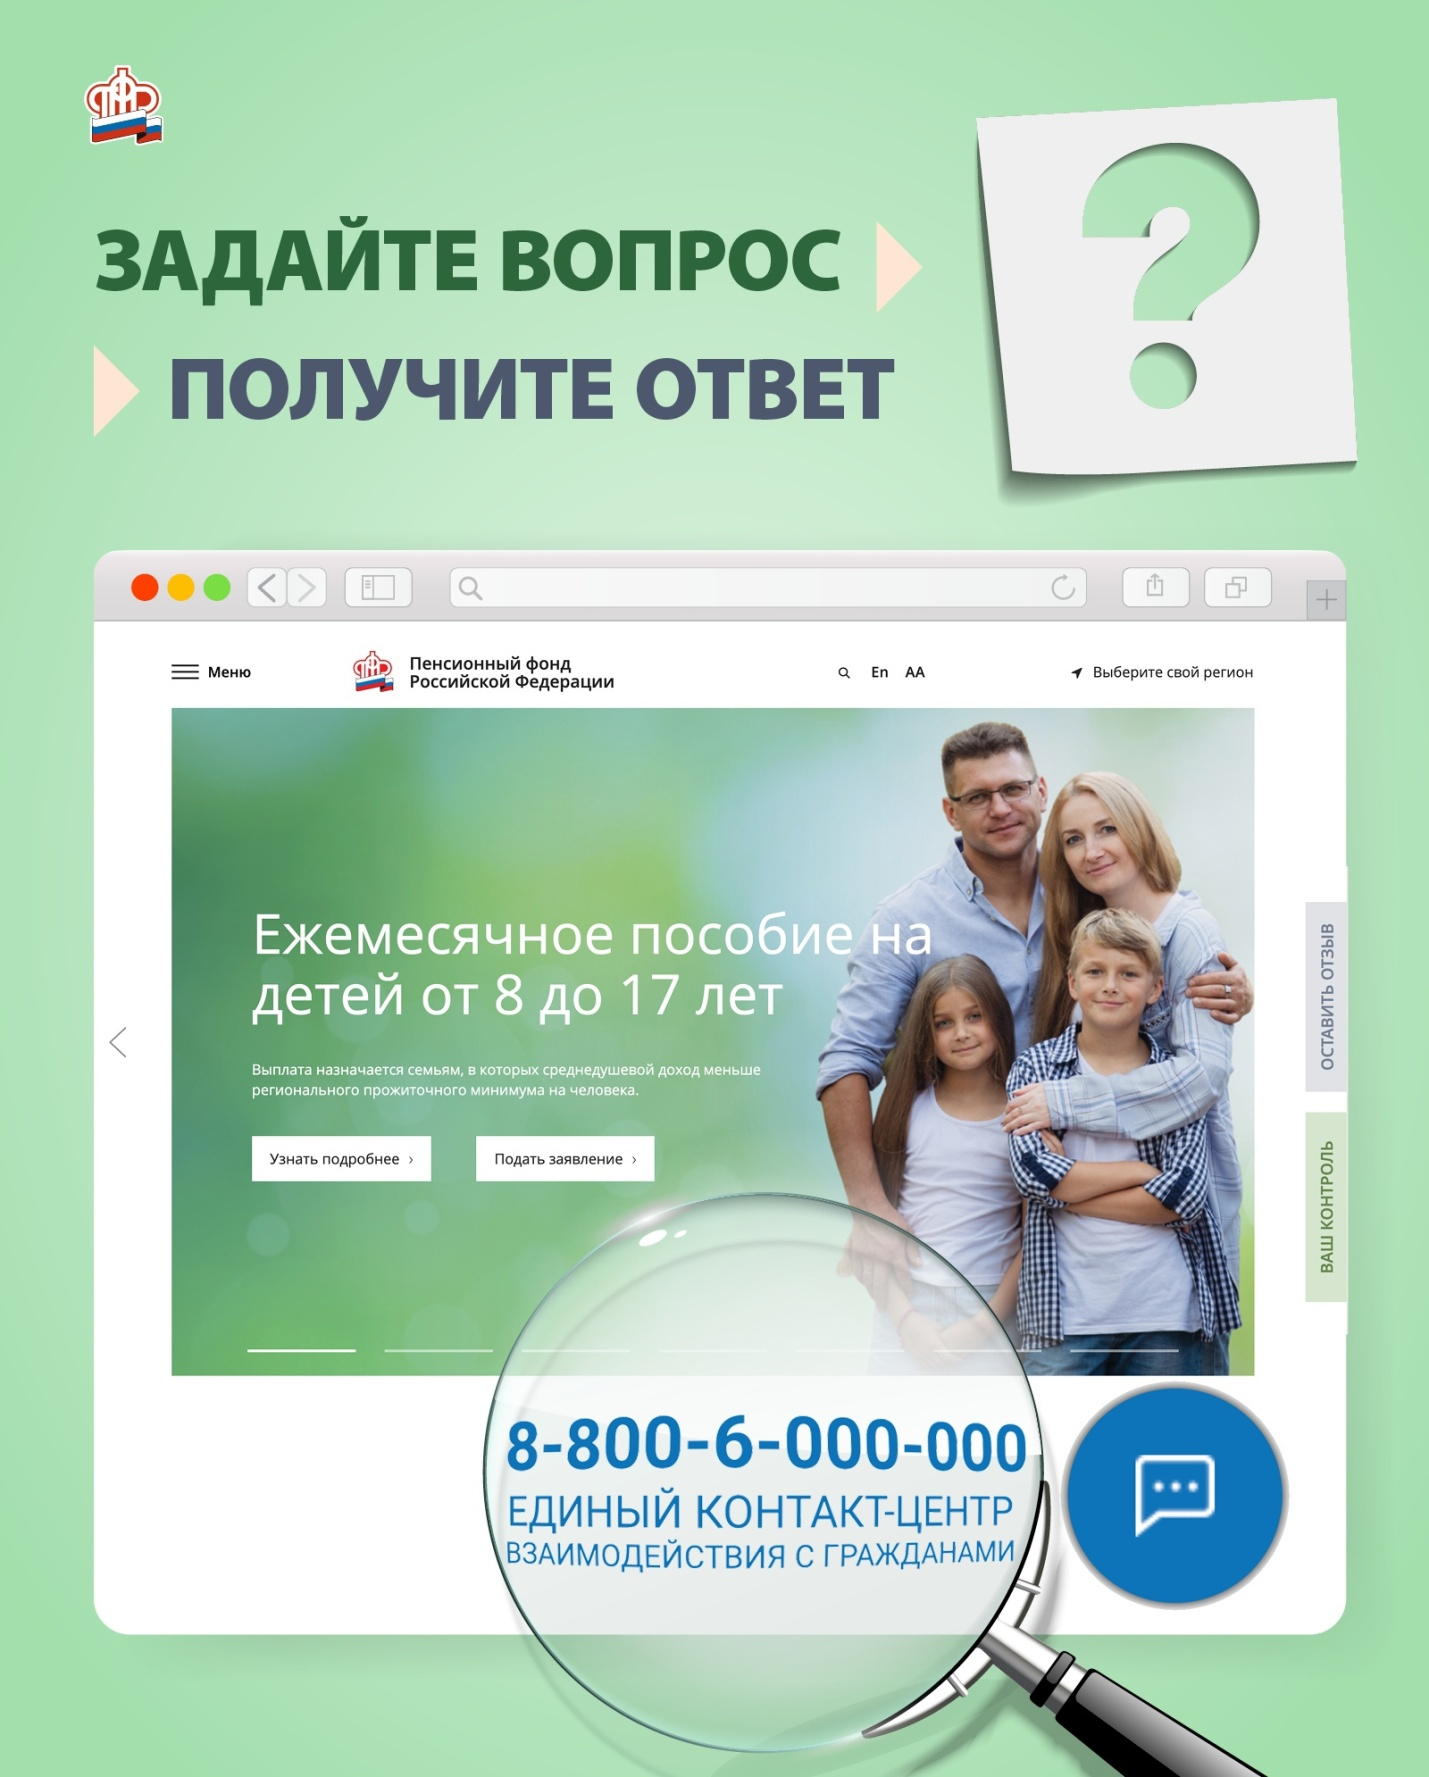 ПФР
ЗАДАЙТЕ ВОПРОС
ПОЛУЧИТЕ ОТВЕТ
Меню
ПФР
Пенсионный фонд
Российской Федерации
En
AA
Выберите свой регион
Ежемесячное пособие на
детей от 8 до 17 лет
Выплата назначается семьям, в которых среднедушевой доход меньше
регионального прожиточного минимума на человека.
Узнать подробнее ›
Подать заявление ›
ОСТАВИТЬ ОТЗЫВ
ВАШ КОНТРОЛЬ
8-800-6-000-000
ЕДИНЫЙ КОНТАКТ-ЦЕНТР
ВЗАИМОДЕЙСТВИЯ С ГРАЖДАНАМИ